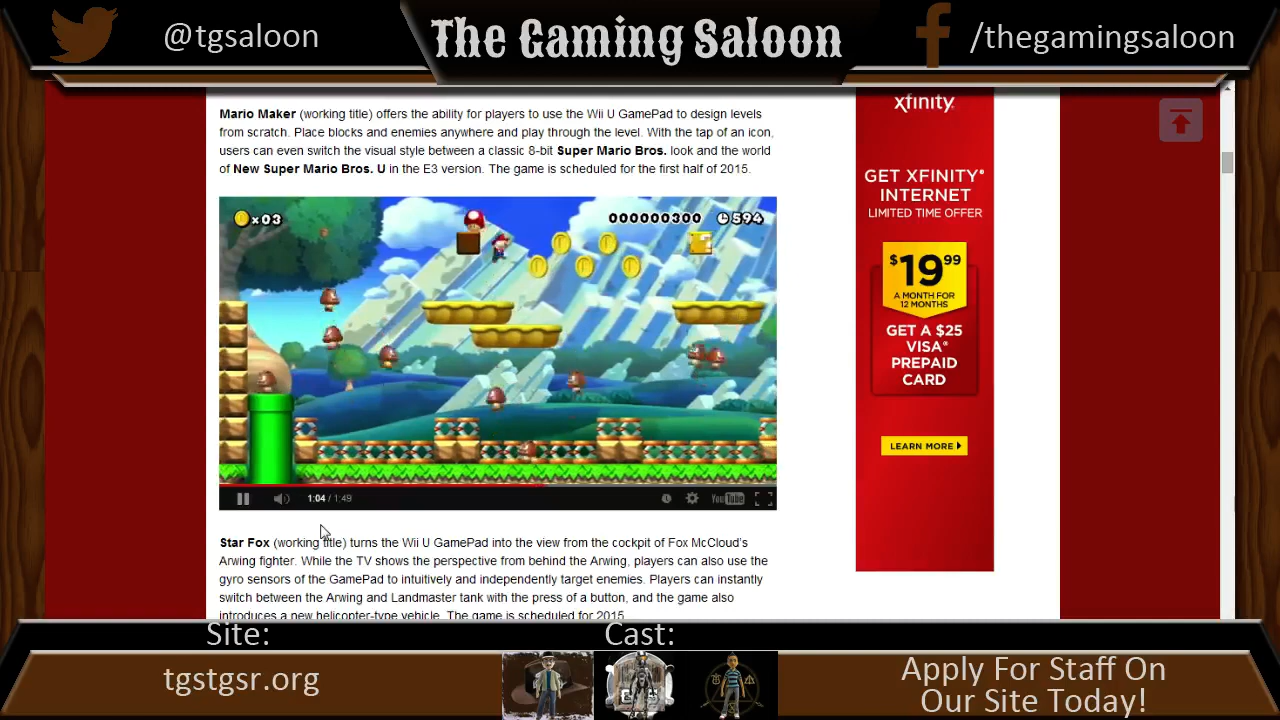 @tgsaloon
The Gaming Saloon
/thegamingsaloon
Mario Maker (working title) offers the ability for players to use the Wii U GamePad to design levels
from scratch. Place blocks and enemies anywhere and play through the level. With the tap of an icon,
users can even switch the visual style between a classic 8-bit Super Mario Bros. look and the world
of New Super Mario Bros. U in the E3 version. The game is scheduled for the first half of 2015.
x03
000000300
594
1:04 / 1:49
YouTube
Star Fox (working title) turns the Wii U GamePad into the view from the cockpit of Fox McCloud's
Arwing fighter. While the TV shows the perspective from behind the Arwing, players can also use the
gyro sensors of the GamePad to intuitively and independently target enemies. Players can instantly
switch between the Arwing and Landmaster tank with the press of a button, and the game also
introduces a new helicopter-type vehicle. The game is scheduled for 2015.
xfinity.
GET XFINITY®
INTERNET
LIMITED TIME OFFER
$19.99
A MONTH FOR
12 MONTHS
GET A $25
VISA®
PREPAID
CARD
LEARN MORE
Site:
tgstgsr.org
Cast:
Apply For Staff On
Our Site Today!